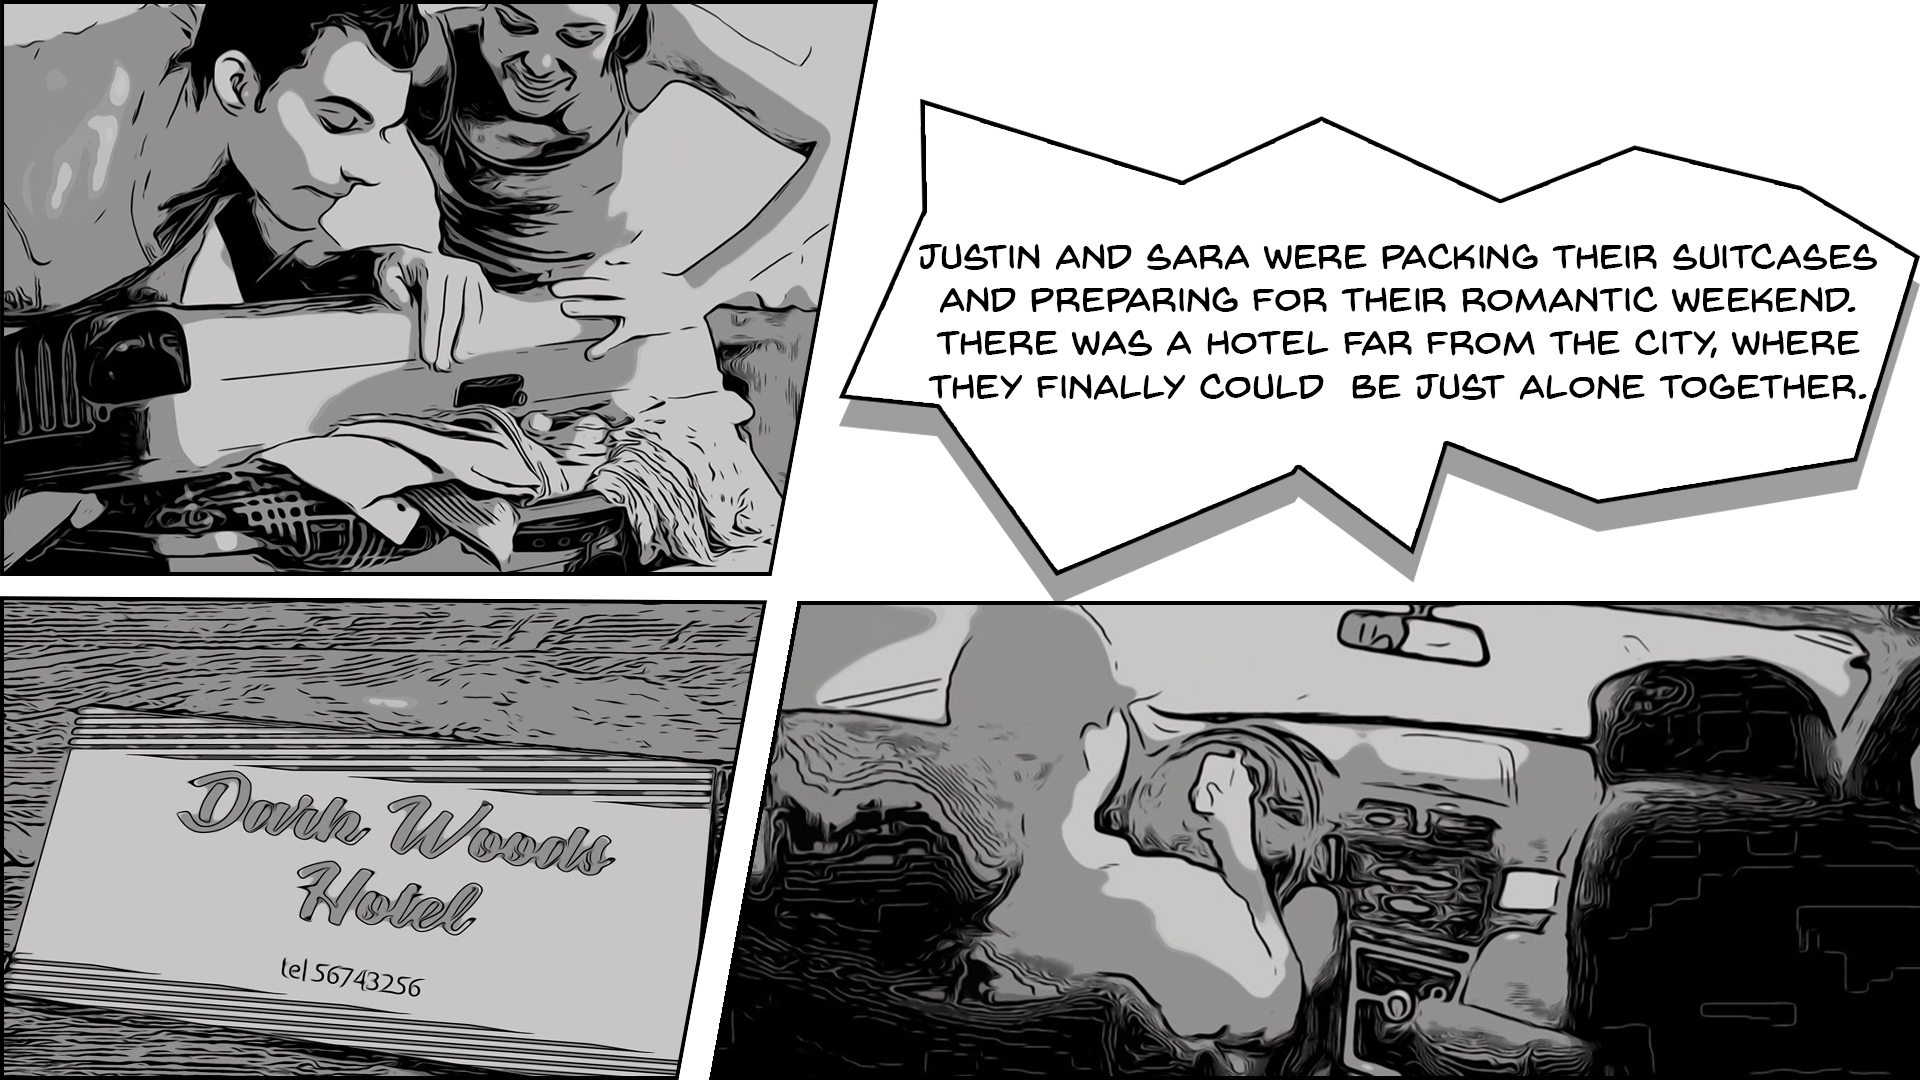 JUSTIN AND SARA WERE PACKING THEIR SUITCASES
AND PREPARING FOR THEIR ROMANTIC WEEKEND.
THERE WAS A HOTEL FAR FROM THE CITY, WHERE
THEY FINALLY COULD BE JUST ALONE TOGETHER.
Dark Woods
Hotel
tel 56743256